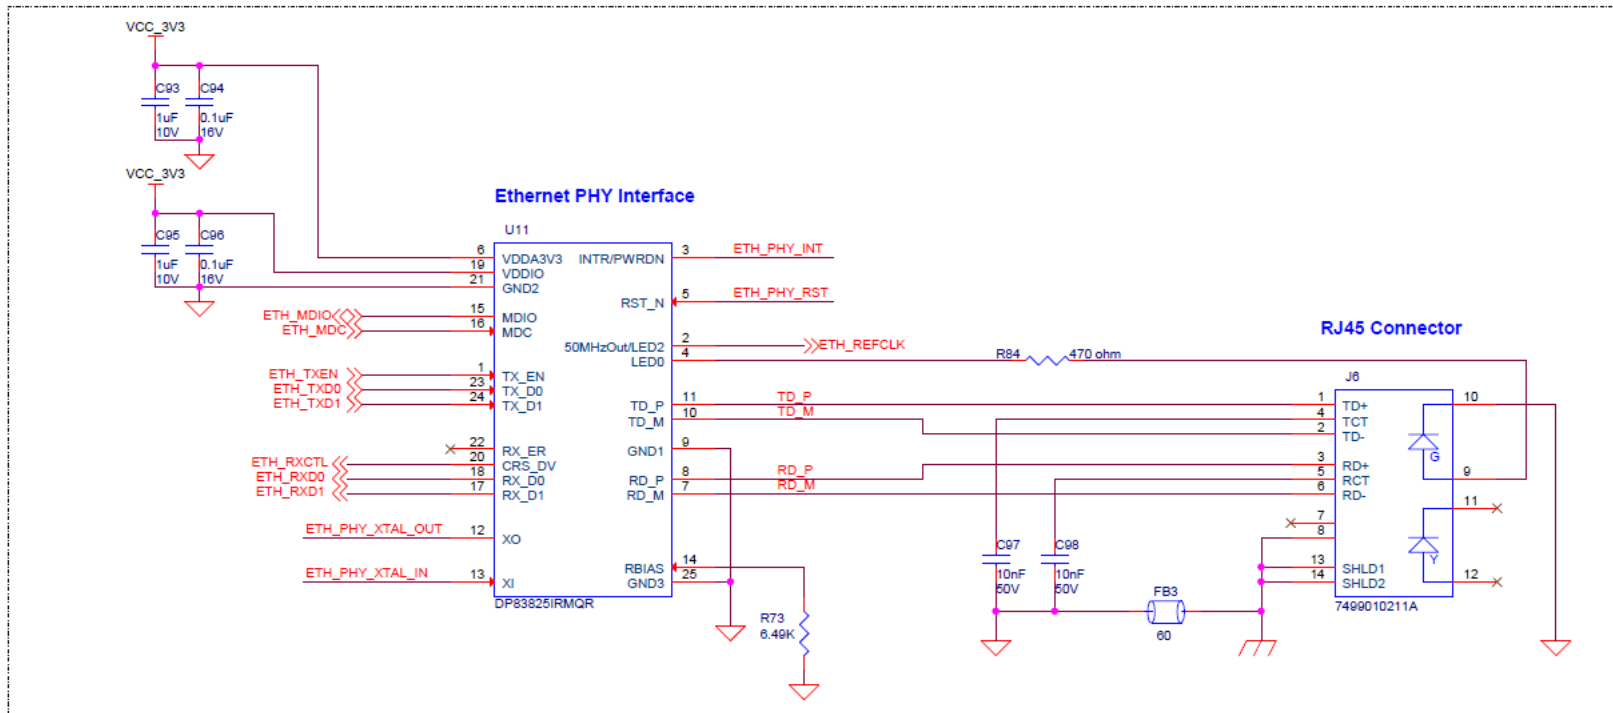 VCC_3V3
C93
C94
1uF
0.1uF
10V
16V
VCC_3V3
Ethernet PHY Interface
C95
C96
1uF
0.1uF
10V
16V
U11
6
VDDA3V3
19
VDDIO
21
GND2
ETH_MDIO
15
MDIO
ETH_MDC
16
MDC
ETH_TXEN
1
TX_EN
ETH_TXD0
23
TX_D0
ETH_TXD1
24
TX_D1
22
RX_ER
ETH_RXCTL
20
CRS_DV
ETH_RXD0
18
RX_D0
ETH_RXD1
17
RX_D1
ETH_PHY_XTAL_OUT
12
XO
ETH_PHY_XTAL_IN
13
XI
DP83825IRMQR
INTR/PWRDN
3
ETH_PHY_INT
RST_N
5
ETH_PHY_RST
50MHzOut/LED2
2
ETH_REFCLK
LED0
4
R84
470 ohm
TD_P
11
TD_P
TD_M
10
TD_M
GND1
9
RD_P
8
RD_P
RD_M
7
RD_M
RBIAS
14
GND3
25
R73
6.49K
C97
10nF
50V
C98
10nF
50V
FB3
60
RJ45 Connector
J6
1
TD+
4
TCT
2
TD-
3
RD+
5
RCT
6
RD-
7
8
13
SHLD1
14
SHLD2
10
G
9
11
Y
12
7499010211A